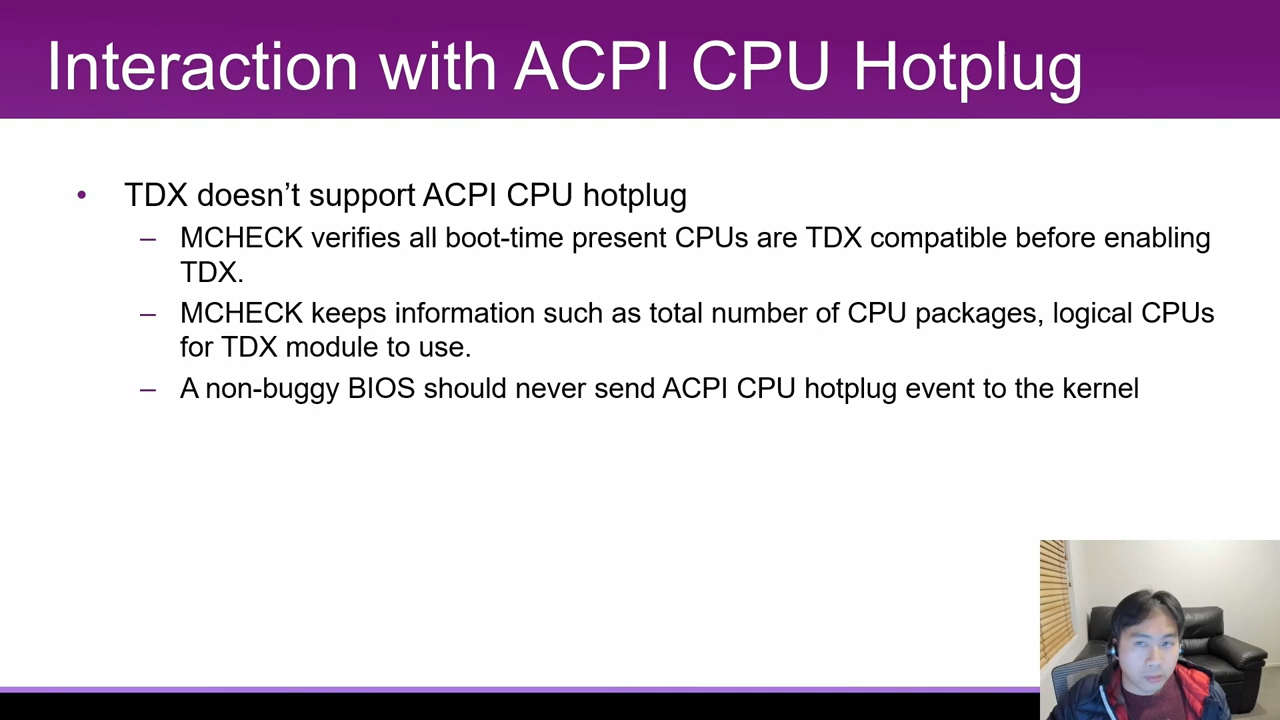 Interaction with ACPI CPU Hotplug
• TDX doesn’t support ACPI CPU hotplug
– MCHECK verifies all boot-time present CPUs are TDX compatible before enabling
TDX.
– MCHECK keeps information such as total number of CPU packages, logical CPUs
for TDX module to use.
– A non-buggy BIOS should never send ACPI CPU hotplug event to the kernel